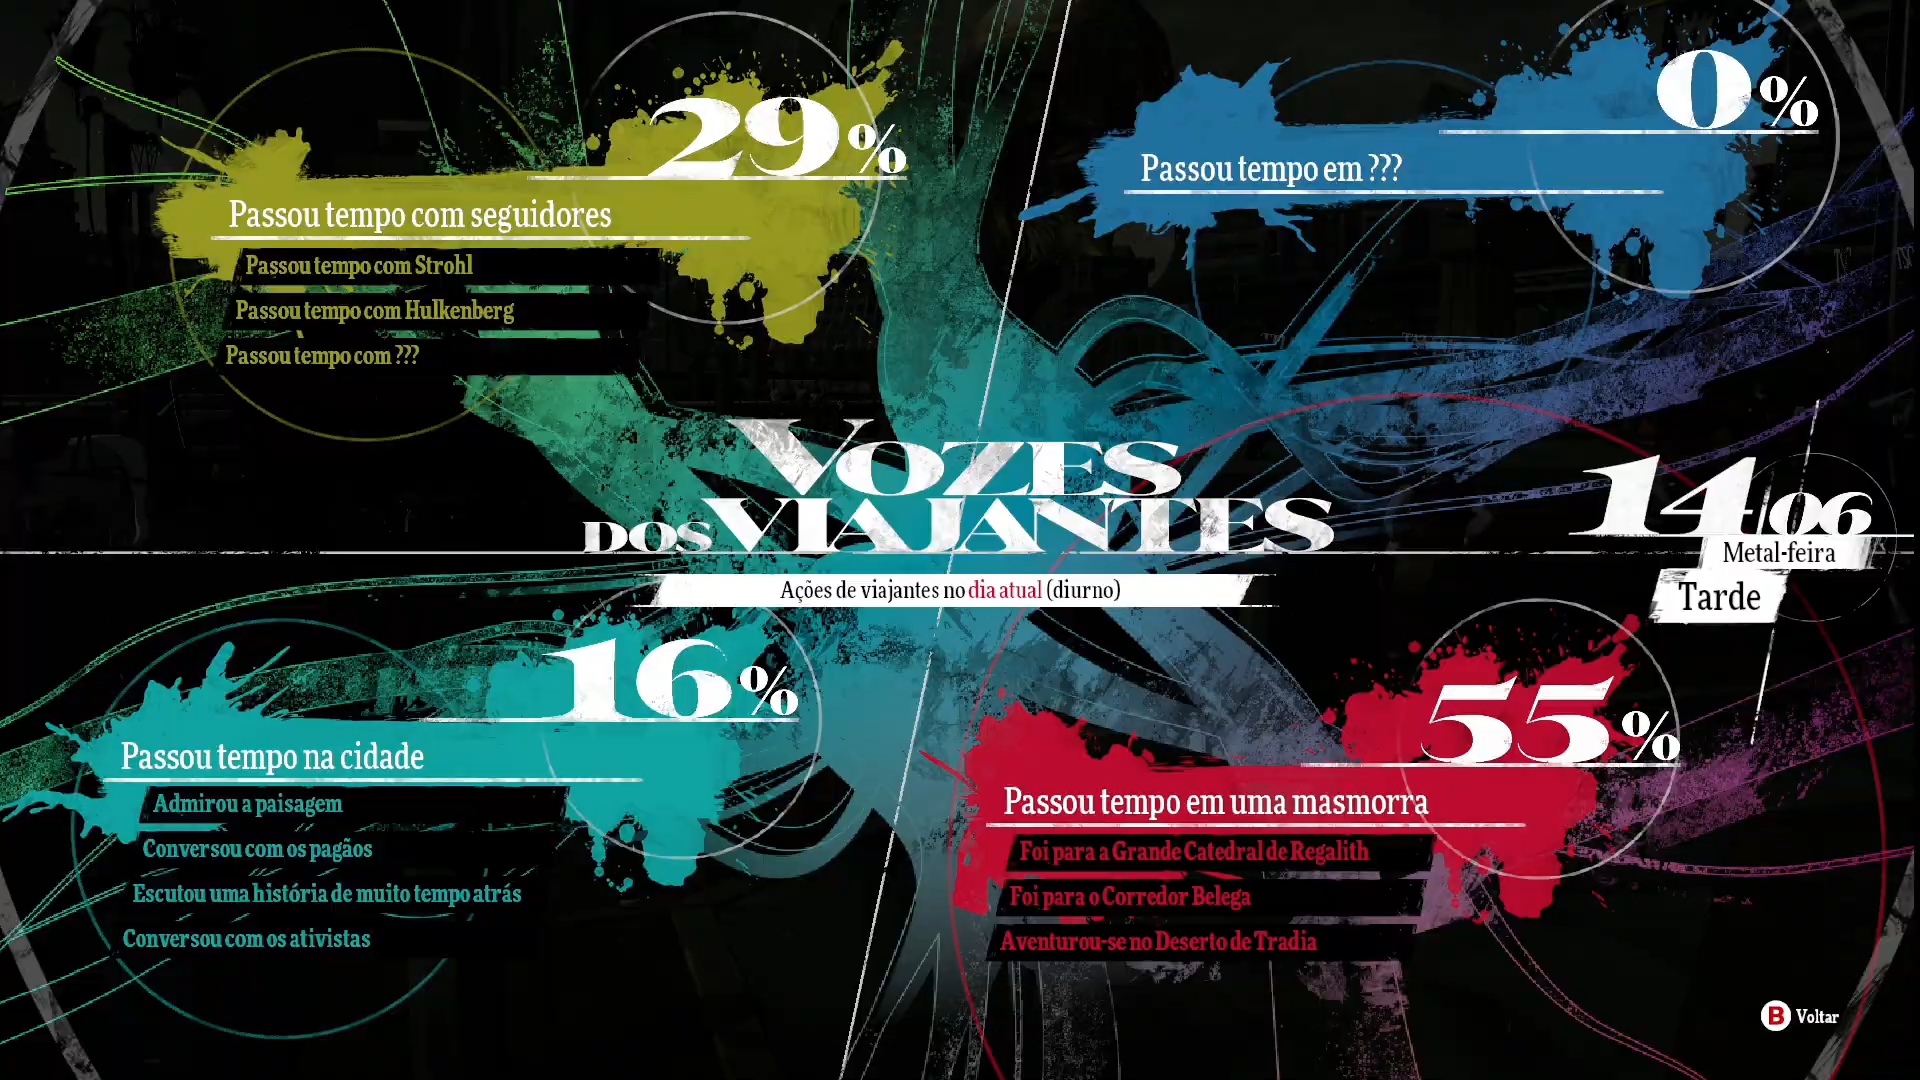 29%
Passou tempo com seguidores
Passou tempo com Strohl
Passou tempo com Hulkenberg
Passou tempo com ???
0%
Passou tempo em ???
VOZES
DOS VIAJANTES
Ações de viajantes no dia atual (diurno)
14/06
Metal-feira
Tarde
16%
Passou tempo na cidade
Admirou a paisagem
Conversou com os pagãos
Escutou uma história de muito tempo atrás
Conversou com os ativistas
55%
Passou tempo em uma masmorra
Foi para a Grande Catedral de Regalith
Foi para o Corredor Belega
Aventurou-se no Deserto de Tradia
B Voltar